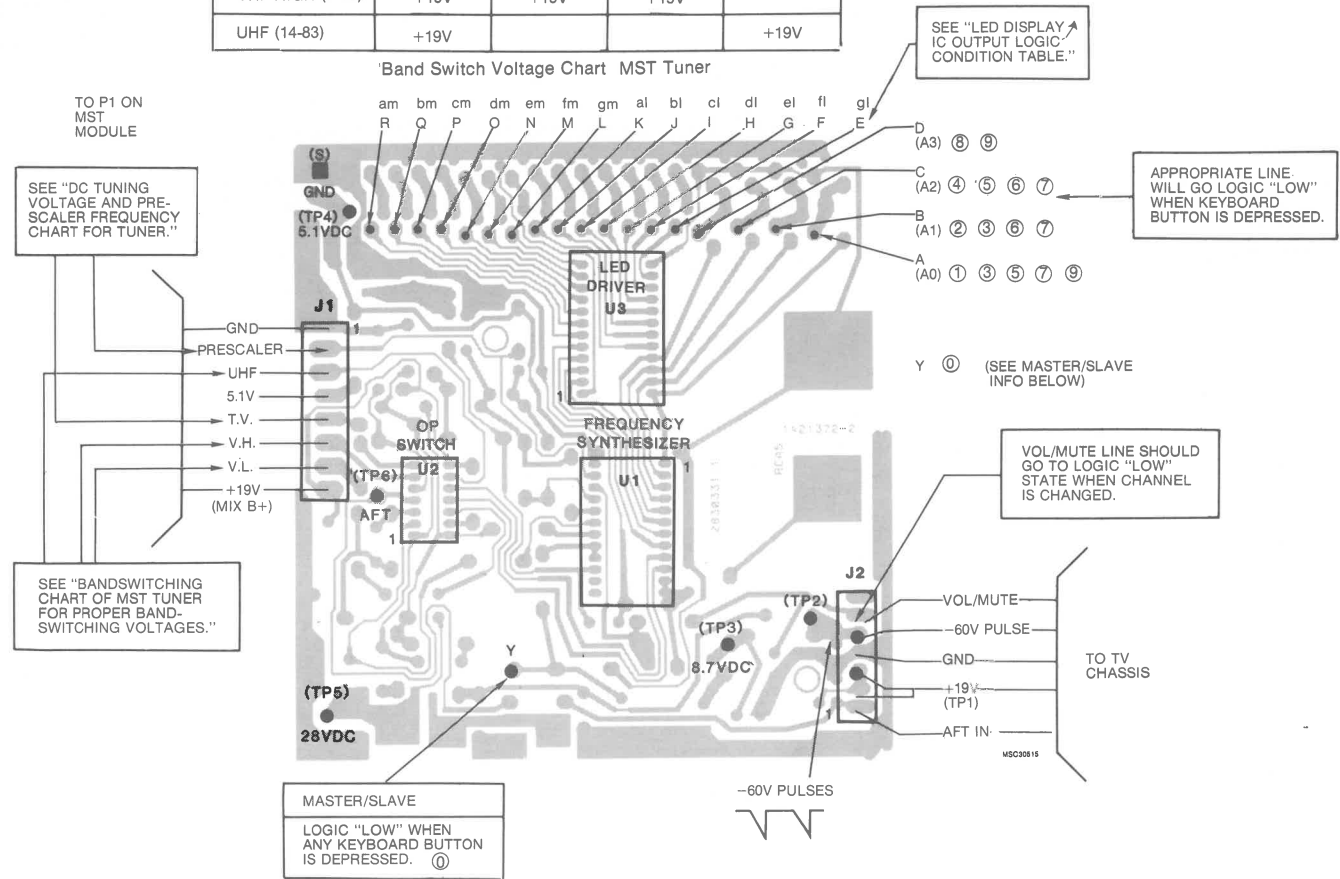 +19V +19V +19V
UHF (14-83) +19V +19V
Band Switch Voltage Chart MST Tuner
SEE "LED DISPLAY
IC OUTPUT LOGIC
CONDITION TABLE."
TO P1 ON
MST
MODULE
am bm cm dm em fm gm al bl cl dl el fl gl
R Q P O N M L K J I H G F E
D
(A3) ⑧ ⑨
C
(A2) ④ ⑤ ⑥ ⑦
B
(A1) ② ③ ⑥ ⑦
A
(A0) ① ③ ⑤ ⑦ ⑨
APPROPRIATE LINE
WILL GO LOGIC "LOW"
WHEN KEYBOARD
BUTTON IS DEPRESSED.
SEE "DC TUNING
VOLTAGE AND PRE-
SCALER FREQUENCY
CHART FOR TUNER."
(S)
GND
(TP4)
5.1VDC
LED
DRIVER
U3
1
J1
1
GND
PRESCALER
UHF
5.1V
T.V.
V.H.
V.L.
+19V
(MIX B+)
Y ⓪ (SEE MASTER/SLAVE
INFO BELOW)
OP
SWITCH
U2
1
(TP6)
AFT
FREQUENCY
SYNTHESIZER
1
U1
1421372-2
RC45
2830331 1
VOL/MUTE LINE SHOULD
GO TO LOGIC "LOW"
STATE WHEN CHANNEL
IS CHANGED.
SEE "BANDSWITCHING
CHART OF MST TUNER
FOR PROPER BAND-
SWITCHING VOLTAGES."
J2
1
(TP2)
(TP3)
8.7VDC
VOL/MUTE
-60V PULSE
GND
+19V
(TP1)
AFT IN
TO TV
CHASSIS
MSC30515
Y
(TP5)
28VDC
-60V PULSES
MASTER/SLAVE
LOGIC "LOW" WHEN
ANY KEYBOARD BUTTON
IS DEPRESSED. ⓪